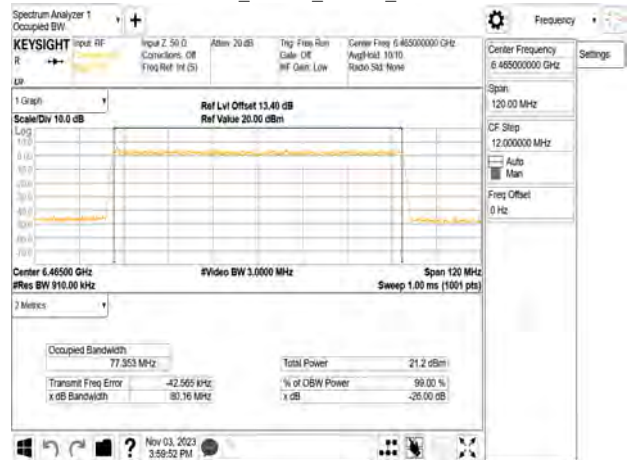 Spectrum Analyzer 1
Occupied BW
+
Frequency
KEYSIGHT
R
Input: RF
Input Z: 50 Ω
Corrections: Off
Freq Ref: Int (S)
Atten: 20 dB
Trig: Free Run
Gate: Off
#IF Gain: Low
Center Freq: 6.465000000 GHz
Avg|Hold: 10/10
Radio Std: None
Center Frequency
6.465000000 GHz
Settings
Span
120.00 MHz
CF Step
12.000000 MHz
Auto
Man
Freq Offset
0 Hz
1 Graph
Scale/Div 10.0 dB
Ref Lvl Offset 13.40 dB
Ref Value 20.00 dBm
Log
Center 6.46500 GHz
#Res BW 910.00 kHz
#Video BW 3.0000 MHz
Span 120 MHz
Sweep 1.00 ms (1001 pts)
2 Metrics
Occupied Bandwidth
77.353 MHz
Total Power 21.2 dBm
Transmit Freq Error -42.565 kHz
% of OBW Power 99.00 %
x dB Bandwidth 80.16 MHz
x dB -26.00 dB
?
Nov 03, 2023
3:59:52 PM